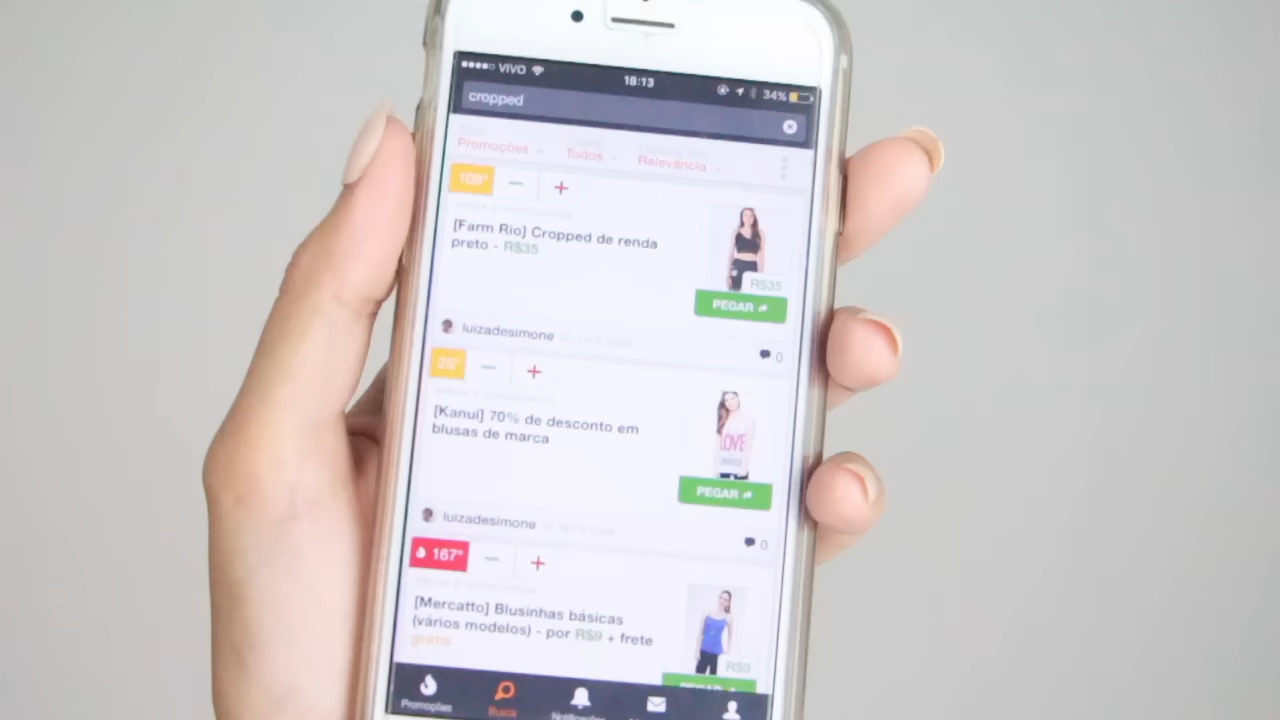 VIVO 18:13 34%
cropped
Promoções Todos Relevância
109°
[Farm Rio] Cropped de renda
preto - R$35
R$35
PEGAR
luizadesimone
0
25°
[Kanui] 70% de desconto em
blusas de marca
LOVE
PEGAR
luizadesimone
0
167°
[Mercatto] Blusinhas básicas
(vários modelos) - por R$9 + frete
grátis
R$9
Promoções Busca